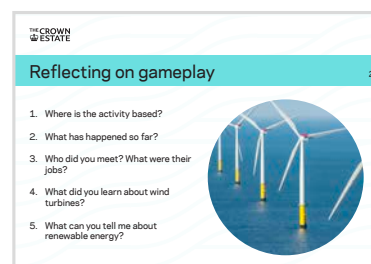 THE CROWN
ESTATE
Reflecting on gameplay
1. Where is the activity based?
2. What has happened so far?
3. Who did you meet? What were their
jobs?
4. What did you learn about wind
turbines?
5. What can you tell me about
renewable energy?